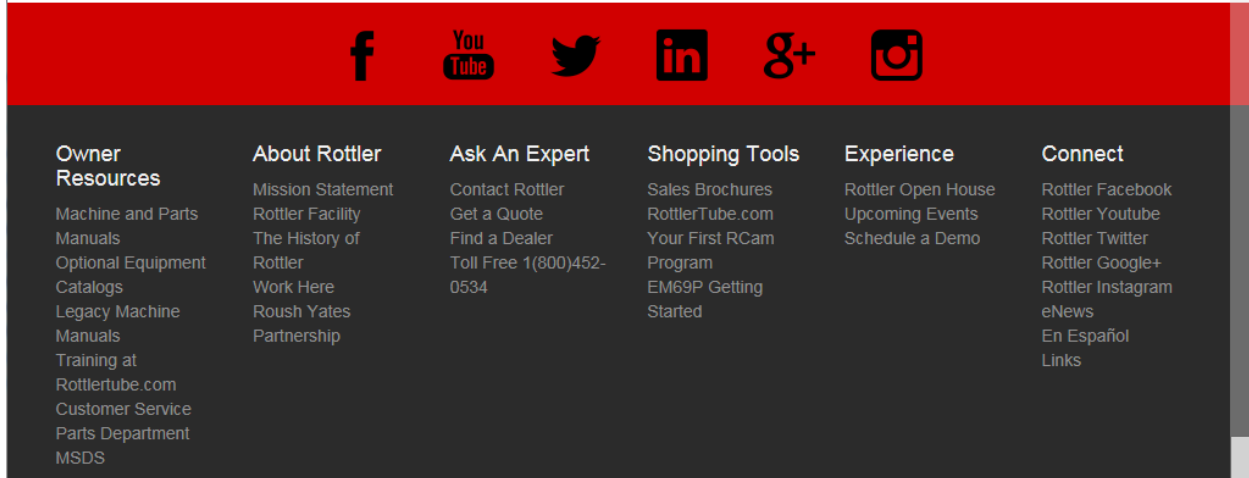 f
You
Tube
in
g+
Owner
Resources
Machine and Parts
Manuals
Optional Equipment
Catalogs
Legacy Machine
Manuals
Training at
Rottlertube.com
Customer Service
Parts Department
MSDS
About Rottler
Mission Statement
Rottler Facility
The History of
Rottler
Work Here
Roush Yates
Partnership
Ask An Expert
Contact Rottler
Get a Quote
Find a Dealer
Toll Free 1(800)452-
0534
Shopping Tools
Sales Brochures
RottlerTube.com
Your First RCam
Program
EM69P Getting
Started
Experience
Rottler Open House
Upcoming Events
Schedule a Demo
Connect
Rottler Facebook
Rottler Youtube
Rottler Twitter
Rottler Google+
Rottler Instagram
eNews
En Español
Links